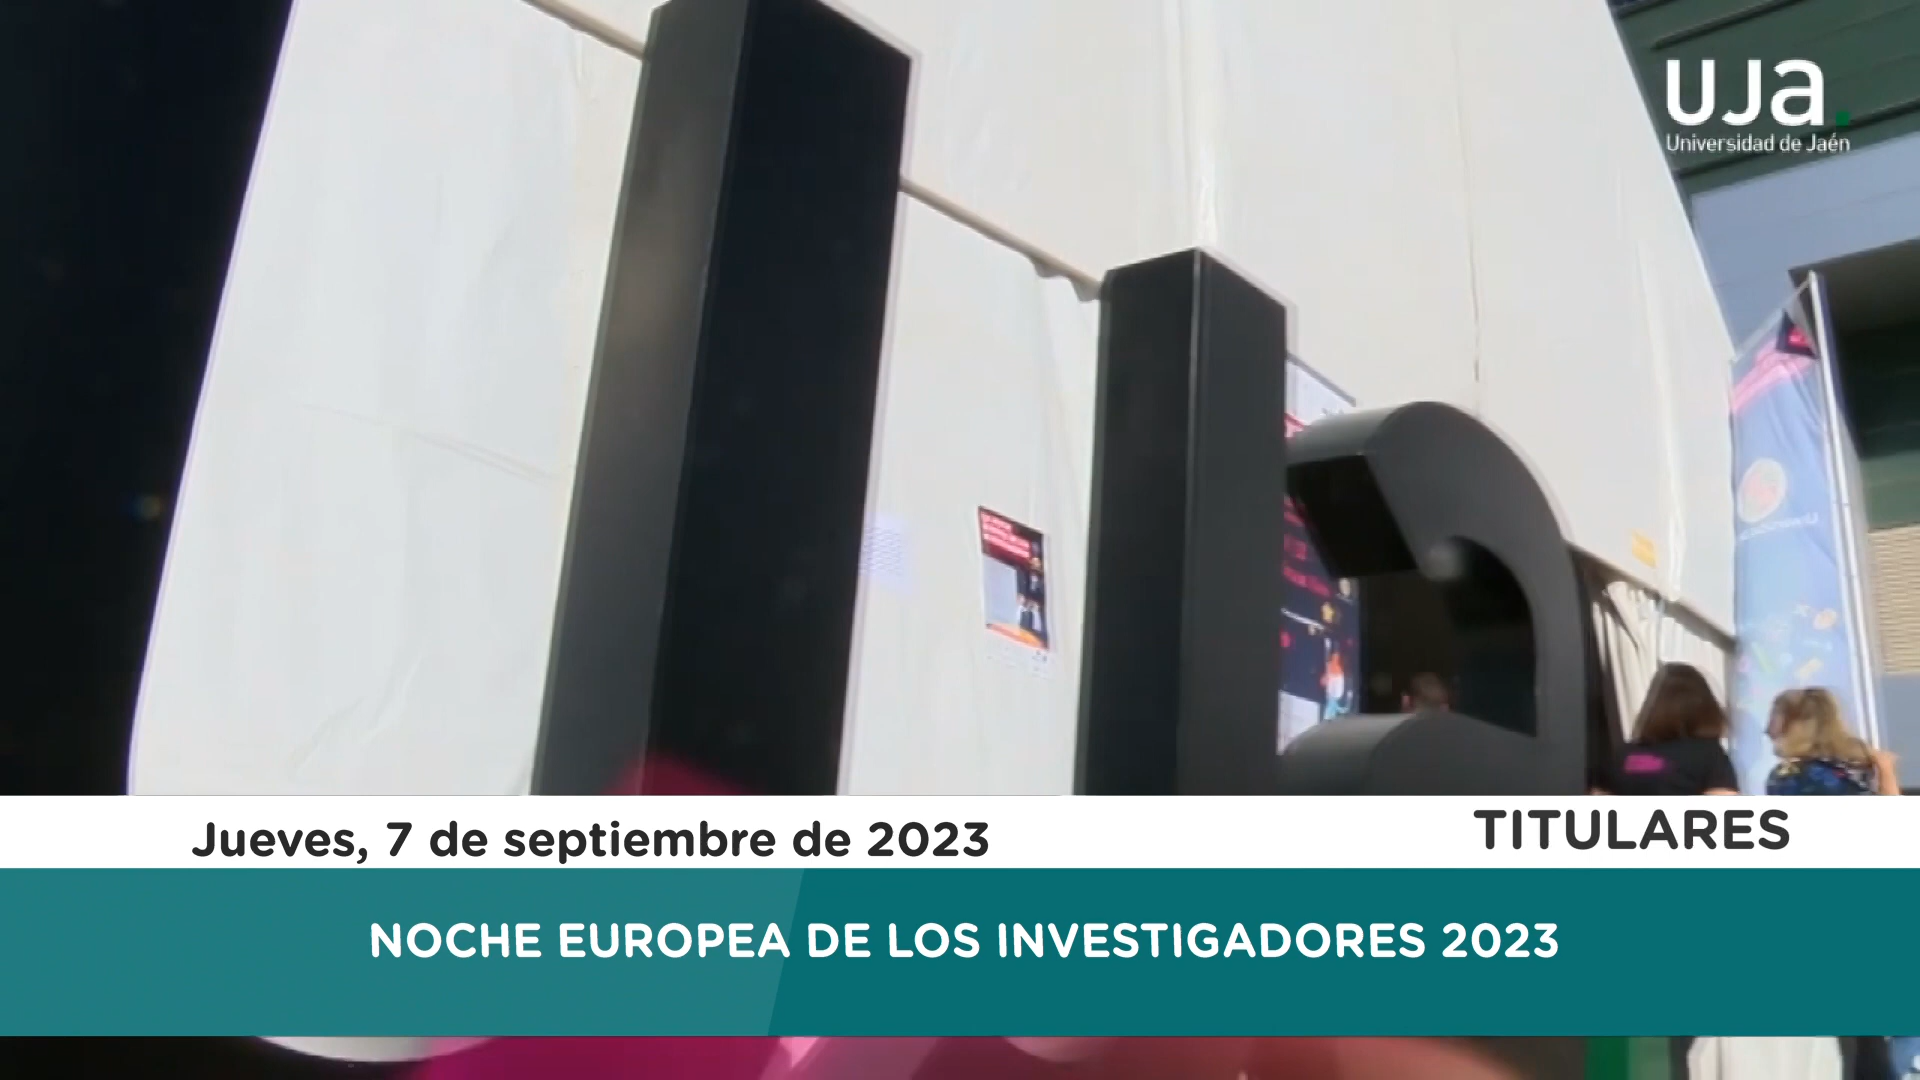 uja.
Universidad de Jaén
Jueves, 7 de septiembre de 2023
TITULARES
NOCHE EUROPEA DE LOS INVESTIGADORES 2023